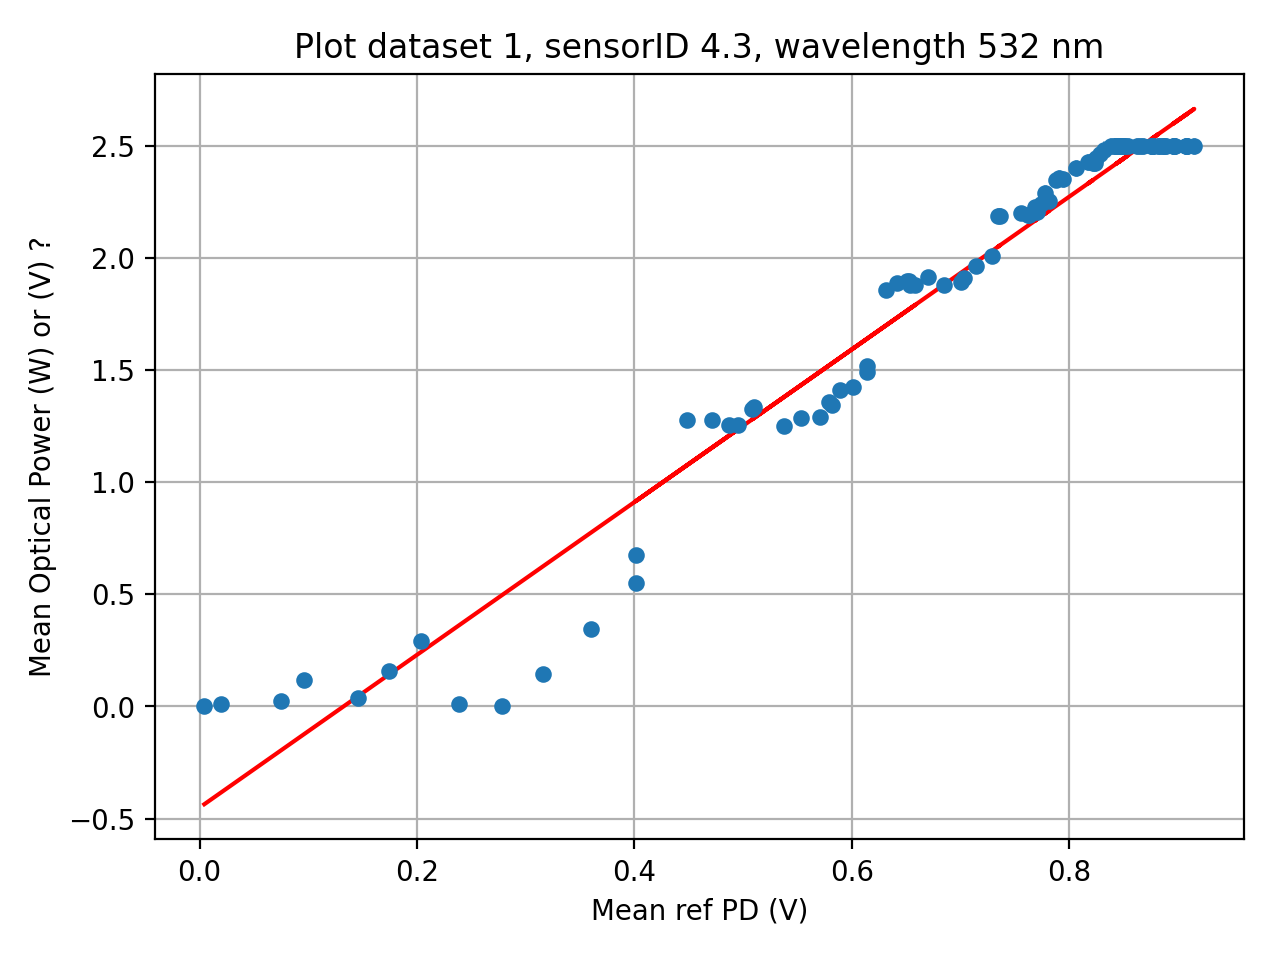 Plot dataset 1, sensorID 4.3, wavelength 532 nm
Mean Optical Power (W) or (V) ?
2.5
2.0
1.5
1.0
0.5
0.0
−0.5
0.0 0.2 0.4 0.6 0.8
Mean ref PD (V)